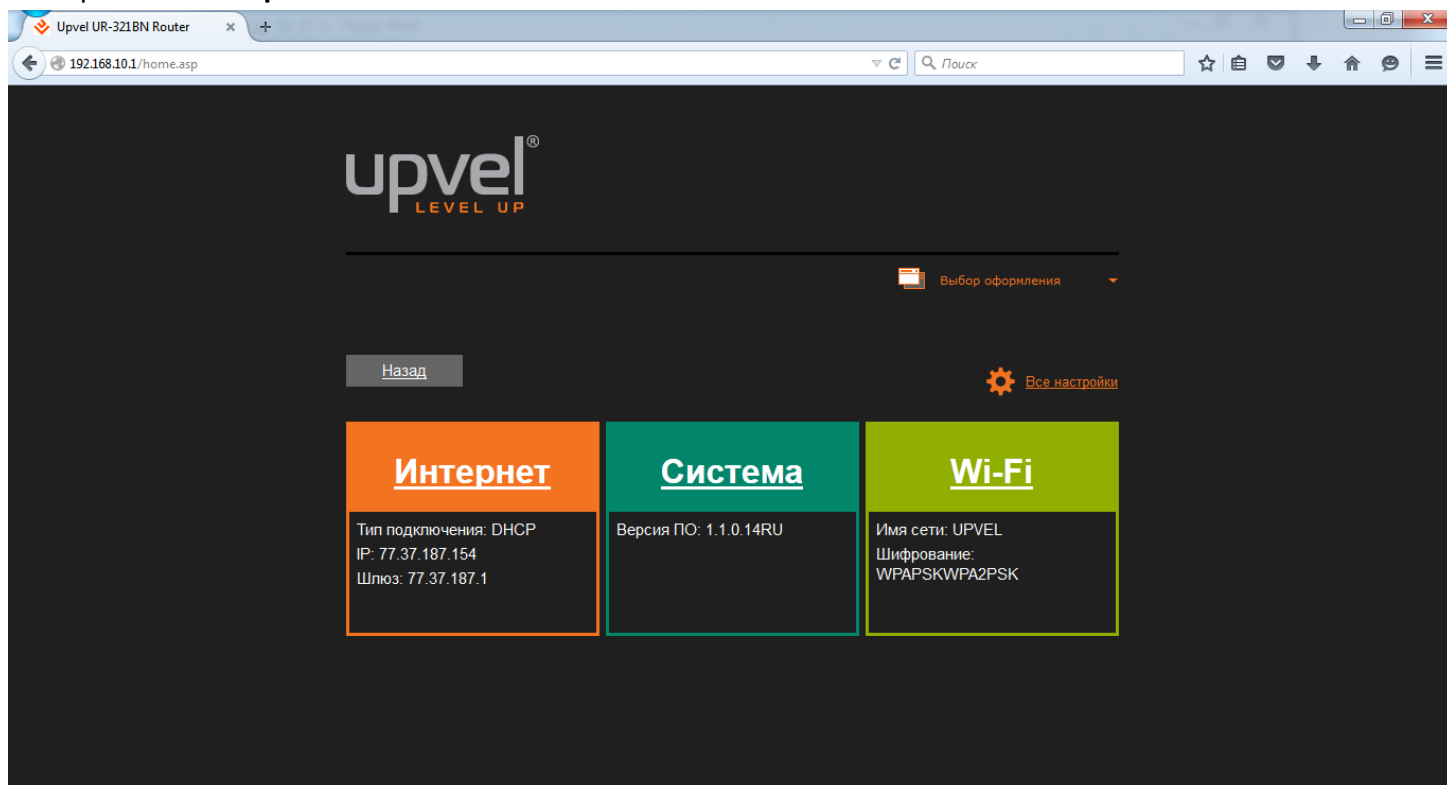 Upvel UR-321BN Router
192.168.10.1/home.asp
Поиск
upvel®
LEVEL UP
Выбор оформления
Назад
Все настройки
Интернет
Система
Wi-Fi
Тип подключения: DHCP
IP: 77.37.187.154
Шлюз: 77.37.187.1
Версия ПО: 1.1.0.14RU
Имя сети: UPVEL
Шифрование:
WPAPSKWPA2PSK